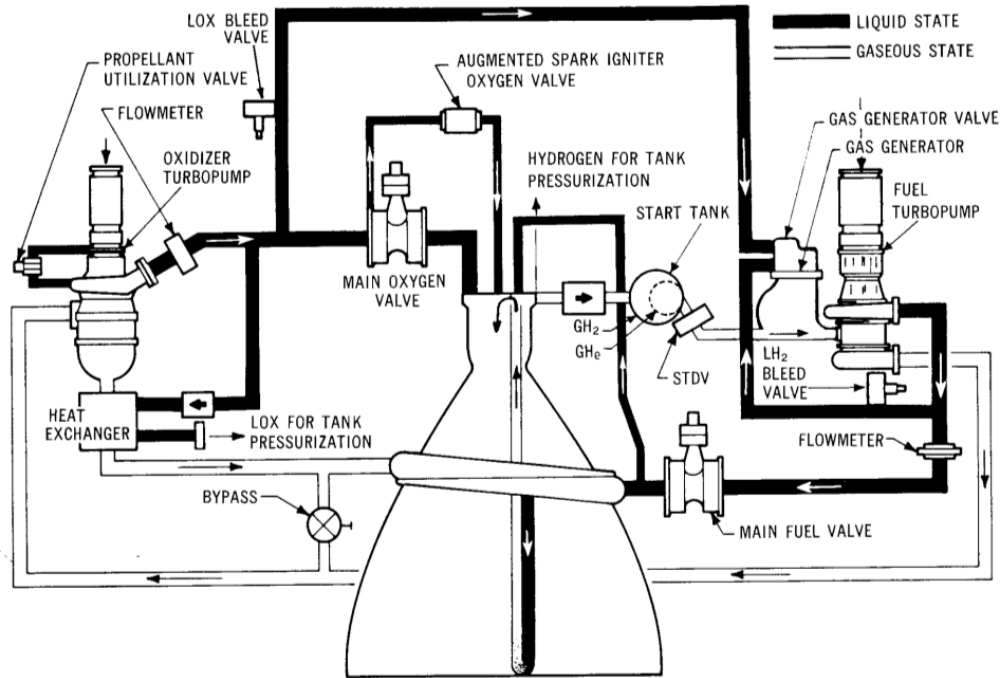 LOX BLEED
VALVE
PROPELLANT
UTILIZATION VALVE
FLOWMETER
OXIDIZER
TURBOPUMP
AUGMENTED SPARK IGNITER
OXYGEN VALVE
LIQUID STATE
GASEOUS STATE
GAS GENERATOR VALVE
GAS GENERATOR
FUEL
TURBOPUMP
HYDROGEN FOR TANK
PRESSURIZATION
START TANK
MAIN OXYGEN
VALVE
GH2
GHe
STDV
LH2
BLEED
VALVE
HEAT
EXCHANGER
LOX FOR TANK
PRESSURIZATION
FLOWMETER
BYPASS
MAIN FUEL VALVE